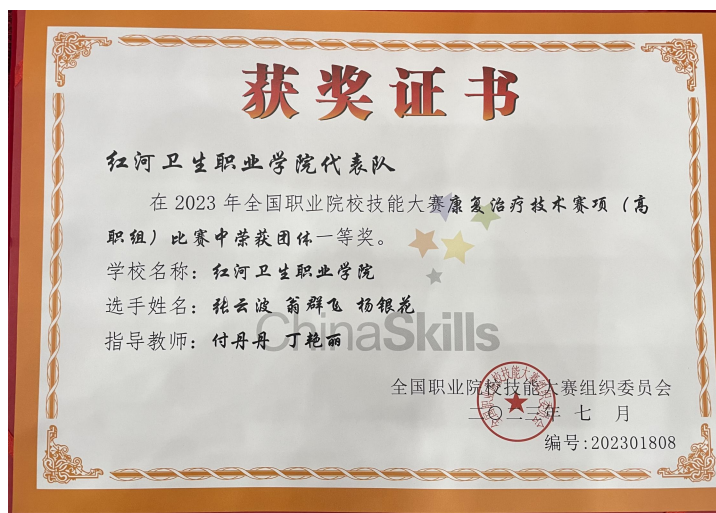 获奖证书
红河卫生职业学院代表队
在 2023 年全国职业院校技能大赛康复治疗技术赛项（高
职组）比赛中荣获团体一等奖。
学校名称：红河卫生职业学院
选手姓名：张云波 翁群飞 杨银花
指导教师：付丹丹 丁艳丽
ChinaSkills
全国职业院校技能大赛组织委员会
二〇二三年 七 月
编号:202301808